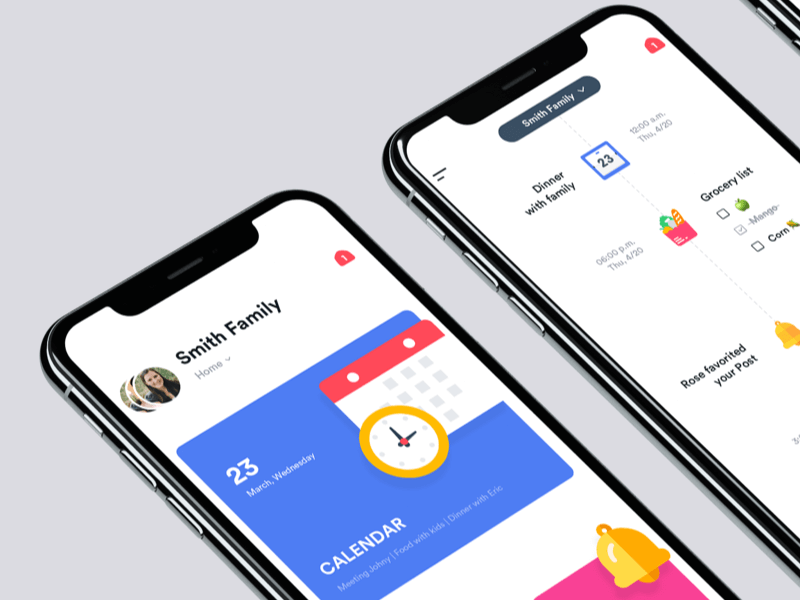 1
Smith Family
Home
23
March, Wednesday
CALENDAR
Meeting Johny | Food with kids | Dinner with Eric
1
Smith Family
12:00 a.m.
Thu, 4/20
23
Dinner
with family
Grocery list
Mango
Corn
06:00 p.m.
Thu, 4/20
Rose favorited
your Post